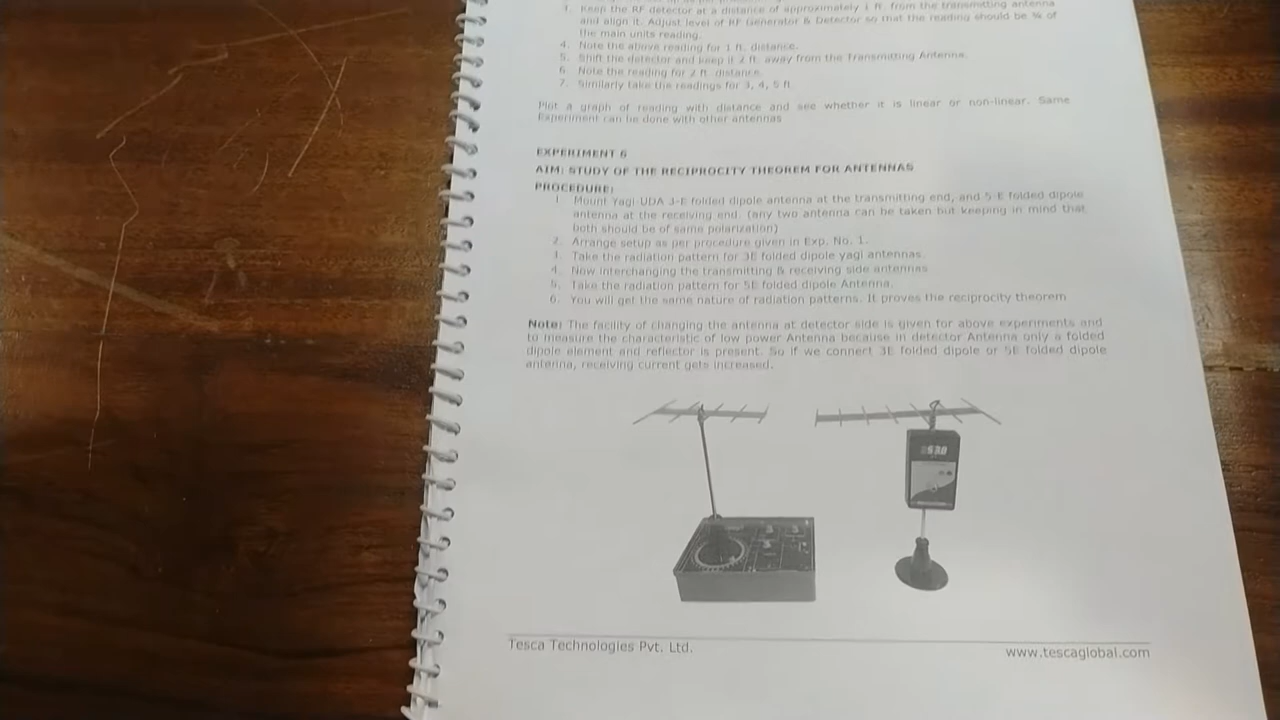 3. Keep the RF detector at a distance of approximately 1 ft. from the transmitting antenna
and align it. Adjust level of RF Generator & Detector so that the reading should be ¾ of
the main units reading.
4. Note the above reading for 1 ft. distance.
5. Shift the detector and keep it 2 ft. away from the Transmitting Antenna.
6. Note the reading for 2 ft. distance.
7. Similarly take the readings for 3, 4, 5 ft
Plot a graph of reading with distance and see whether it is linear or non-linear. Same
Experiment can be done with other antennas
EXPERIMENT 6
AIM: STUDY OF THE RECIPROCITY THEOREM FOR ANTENNAS
PROCEDURE:
1. Mount Yagi UDA 3-E folded dipole antenna at the transmitting end, and 5 E folded dipole
antenna at the receiving end. (any two antenna can be taken but keeping in mind that
both should be of same polarization)
2. Arrange setup as per procedure given in Exp. No. 1.
3. Take the radiation pattern for 3E folded dipole yagi antennas
4. Now interchanging the transmitting & receiving side antennas
5. Take the radiation pattern for 5E folded dipole Antenna.
6. You will get the same nature of radiation patterns. It proves the reciprocity theorem
Note: The facility of changing the antenna at detector side is given for above experiments and
to measure the characteristic of low power Antenna because in detector Antenna only a folded
dipole element and reflector is present. So if we connect 3E folded dipole or 5E folded dipole
antenna, receiving current gets increased.
Tesca Technologies Pvt. Ltd.
www.tescaglobal.com